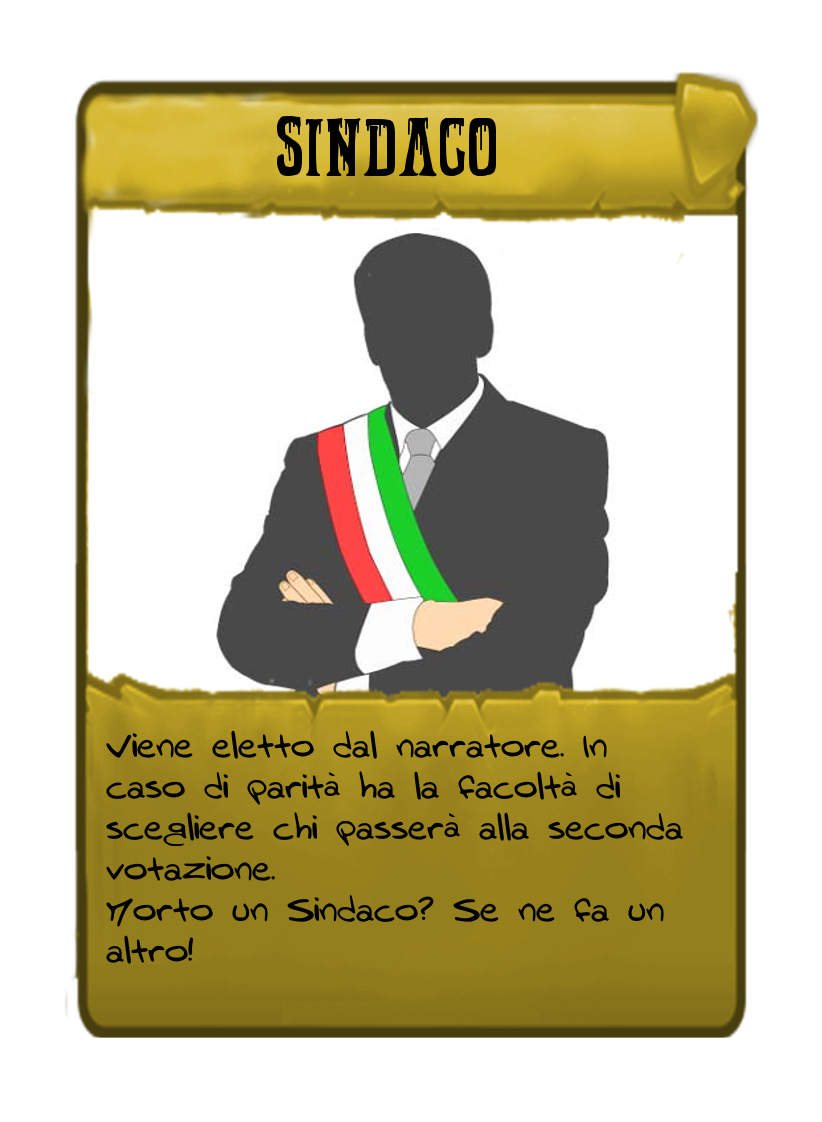 SINDACO
Viene eletto dal narratore. In
caso di parità ha la facoltà di
scegliere chi passerà alla seconda
votazione.
Morto un Sindaco? Se ne fa un
altro!